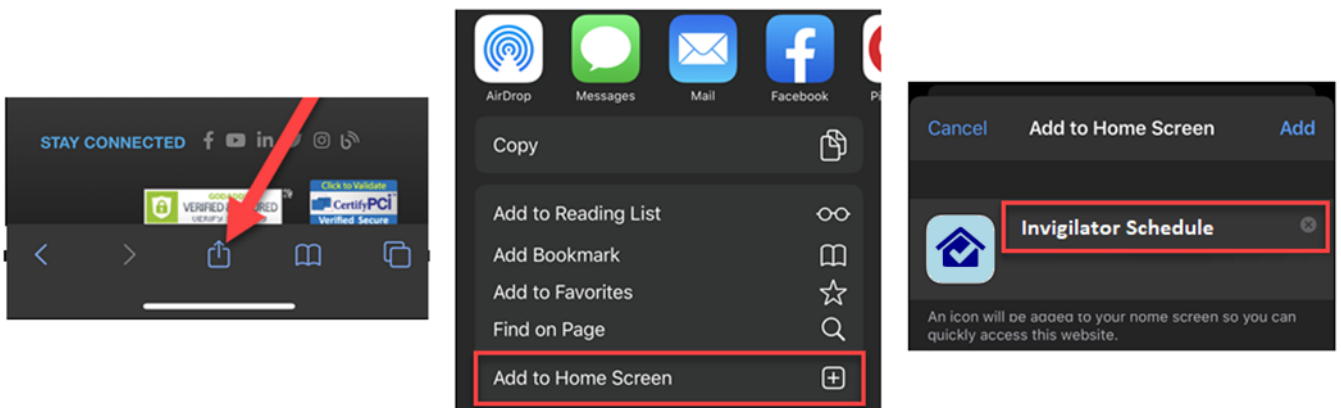 STAY CONNECTED
VERIFIED & SECURED
Click to Validate
CertifyPCI
Verified Secure
AirDrop
Messages
Mail
Facebook
Copy
Add to Reading List
Add Bookmark
Add to Favorites
Find on Page
Add to Home Screen
Cancel
Add to Home Screen
Add
Invigilator Schedule
An icon will be added to your home screen so you can
quickly access this website.